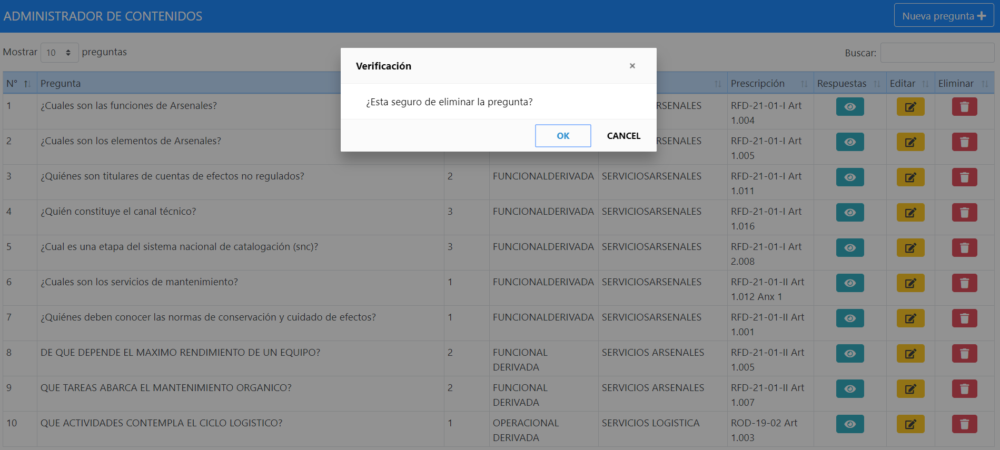 ADMINISTRADOR DE CONTENIDOS
Nueva pregunta
Mostrar 10 preguntas
Buscar:
Verificación
×
¿Esta seguro de eliminar la pregunta?
OK CANCEL
N° Pregunta Prescripción Respuestas Editar Eliminar
1 ¿Cuales son las funciones de Arsenales? RSENALES RFD-21-01-I Art
1.004
2 ¿Cuales son los elementos de Arsenales? RSENALES RFD-21-01-I Art
1.005
3 ¿Quiénes son titulares de cuentas de efectos no regulados? 2 FUNCIONALDERIVADA SERVICIOSARSENALES RFD-21-01-I Art
1.011
4 ¿Quién constituye el canal técnico? 3 FUNCIONALDERIVADA SERVICIOSARSENALES RFD-21-01-I Art
1.016
5 ¿Cual es una etapa del sistema nacional de catalogación (snc)? 3 FUNCIONALDERIVADA SERVICIOSARSENALES RFD-21-01-I Art
2.008
6 ¿Cuales son los servicios de mantenimiento? 1 FUNCIONALDERIVADA SERVICIOSARSENALES RFD-21-01-II Art
1.012 Anx 1
7 ¿Quiénes deben conocer las normas de conservación y cuidado de efectos? 1 FUNCIONALDERIVADA SERVICIOSARSENALES RFD-21-01-II Art
1.001
8 DE QUE DEPENDE EL MAXIMO RENDIMIENTO DE UN EQUIPO? 2 FUNCIONAL SERVICIOS ARSENALES RFD-21-01-II Art
DERIVADA 1.005
9 QUE TAREAS ABARCA EL MANTENIMIENTO ORGANICO? 2 FUNCIONAL SERVICIOS ARSENALES RFD-21-01-II Art
DERIVADA 1.007
10 QUE ACTIVIDADES CONTEMPLA EL CICLO LOGISTICO? 1 OPERACIONAL SERVICIOS LOGISTICA ROD-19-02 Art
DERIVADA 1.003